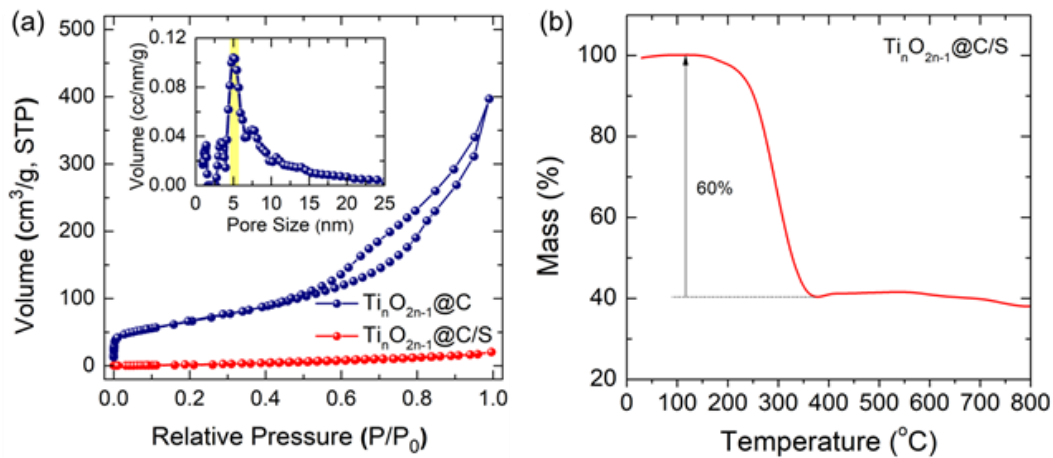 (a)
500
400
300
200
100
0
Volume (cm³/g, STP)
0.0 0.2 0.4 0.6 0.8 1.0
Relative Pressure (P/P₀)
0.12
0.08
0.04
0.00
Volume (cc/nm/g)
0 5 10 15 20 25
Pore Size (nm)
TiₙO₂ₙ₋₁@C
TiₙO₂ₙ₋₁@C/S
(b)
TiₙO₂ₙ₋₁@C/S
100
80
60
40
20
Mass (%)
60%
0 100 200 300 400 500 600 700 800
Temperature (°C)